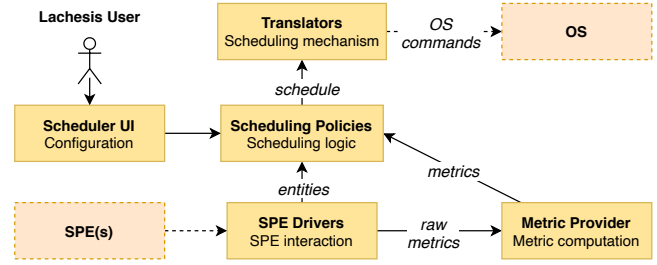 Lachesis User
Translators
Scheduling mechanism
OS
commands
OS
schedule
Scheduler UI
Configuration
Scheduling Policies
Scheduling logic
entities
metrics
SPE(s)
SPE Drivers
SPE interaction
raw
metrics
Metric Provider
Metric computation